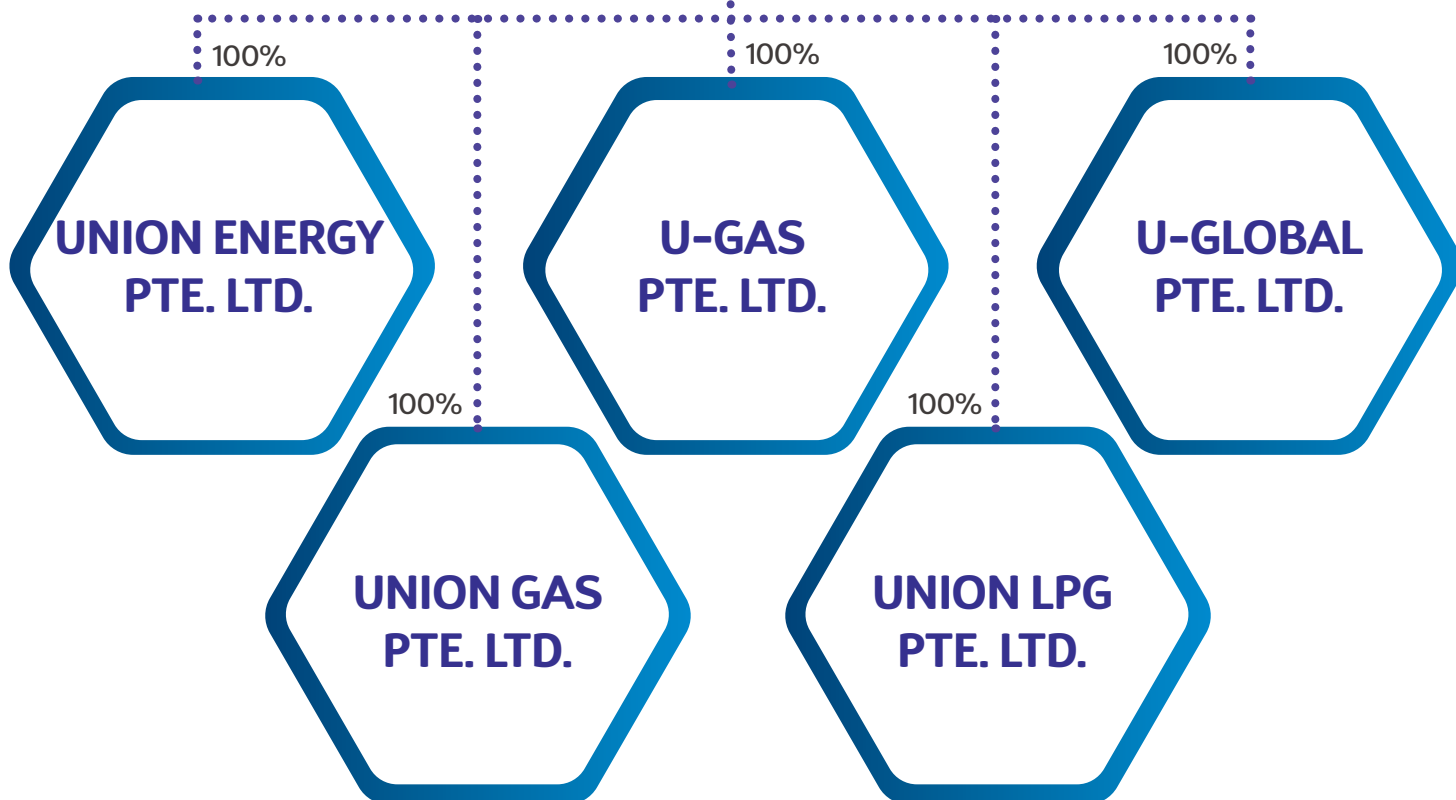 100%
100%
100%
UNION ENERGY
PTE. LTD.
U-GAS
PTE. LTD.
U-GLOBAL
PTE. LTD.
100%
100%
UNION GAS
PTE. LTD.
UNION LPG
PTE. LTD.